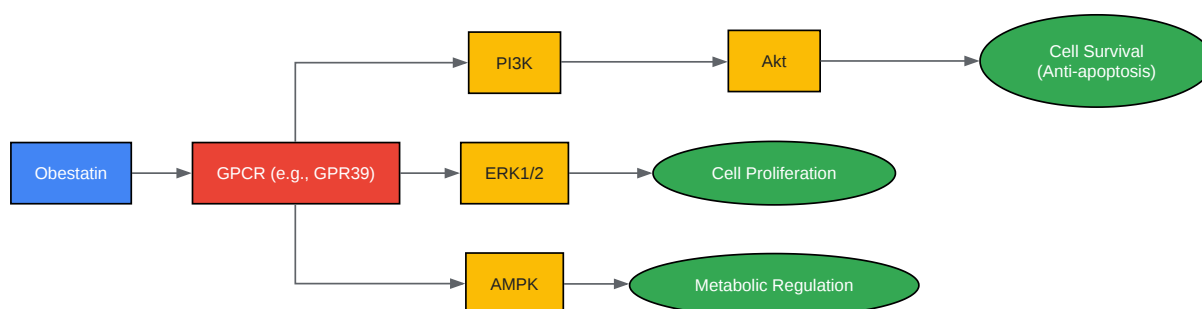 PI3K
Akt
Cell Survival
(Anti-apoptosis)
Obestatin
GPCR (e.g., GPR39)
ERK1/2
Cell Proliferation
AMPK
Metabolic Regulation